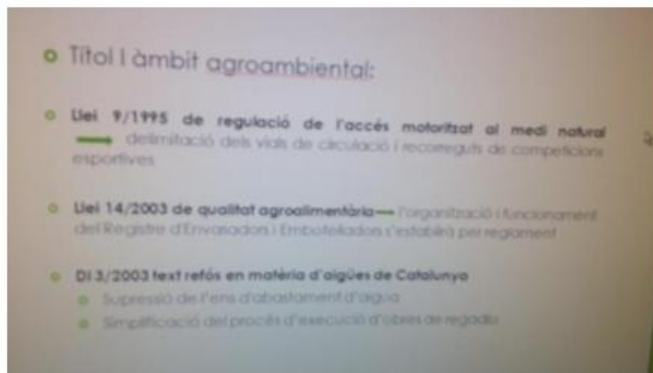 Títol I àmbit agroambiental:
Llei 9/1995 de regulació de l'accés motoritzat al medi natural
delimitació dels vials de circulació i recorreguts de competicions
esportives
Llei 14/2003 de qualitat agroalimentària l'organització i funcionament
del Registre d'Envasadors i Embotelladors s'establirà per reglament
Dl 3/2003 text refós en matèria d'aigües de Catalunya
Supressió de l'ens d'abastament d'aigua
Simplificació del procés d'execució d'obres de regadiu